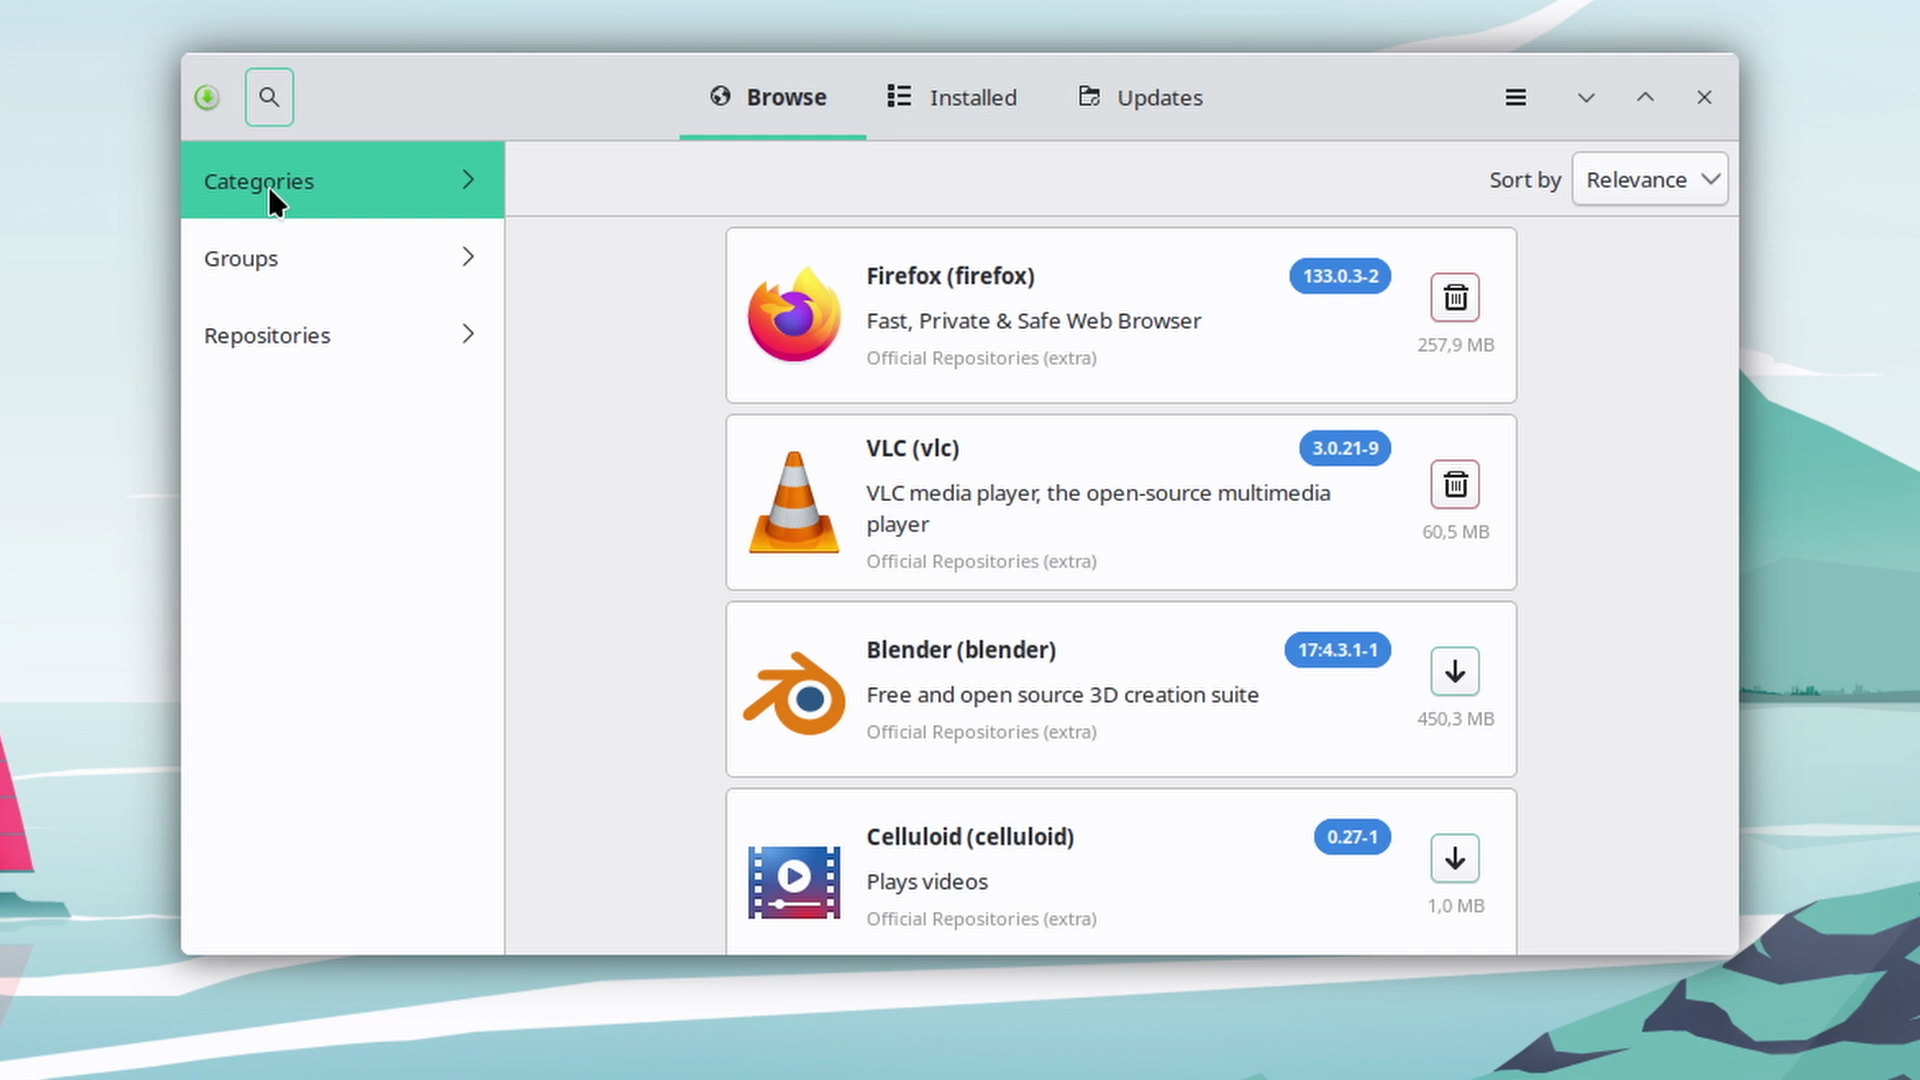 Browse
Installed
Updates
Categories
Groups
Repositories
Sort by
Relevance
Firefox (firefox)
133.0.3-2
Fast, Private & Safe Web Browser
Official Repositories (extra)
257,9 MB
VLC (vlc)
3.0.21-9
VLC media player, the open-source multimedia
player
Official Repositories (extra)
60,5 MB
Blender (blender)
17:4.3.1-1
Free and open source 3D creation suite
Official Repositories (extra)
450,3 MB
Celluloid (celluloid)
0.27-1
Plays videos
Official Repositories (extra)
1,0 MB